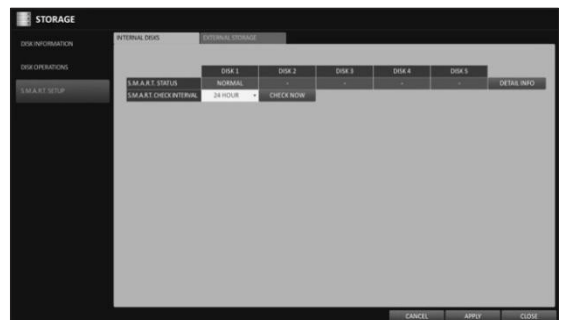 STORAGE
DISK INFORMATION
DISK OPERATIONS
S.M.A.R.T. SETUP
INTERNAL DISKS EXTERNAL STORAGE
DISK 1 DISK 2 DISK 3 DISK 4 DISK 5
S.M.A.R.T. STATUS NORMAL - - - - DETAIL INFO
S.M.A.R.T. CHECK INTERVAL 24 HOUR CHECK NOW
CANCEL APPLY CLOSE